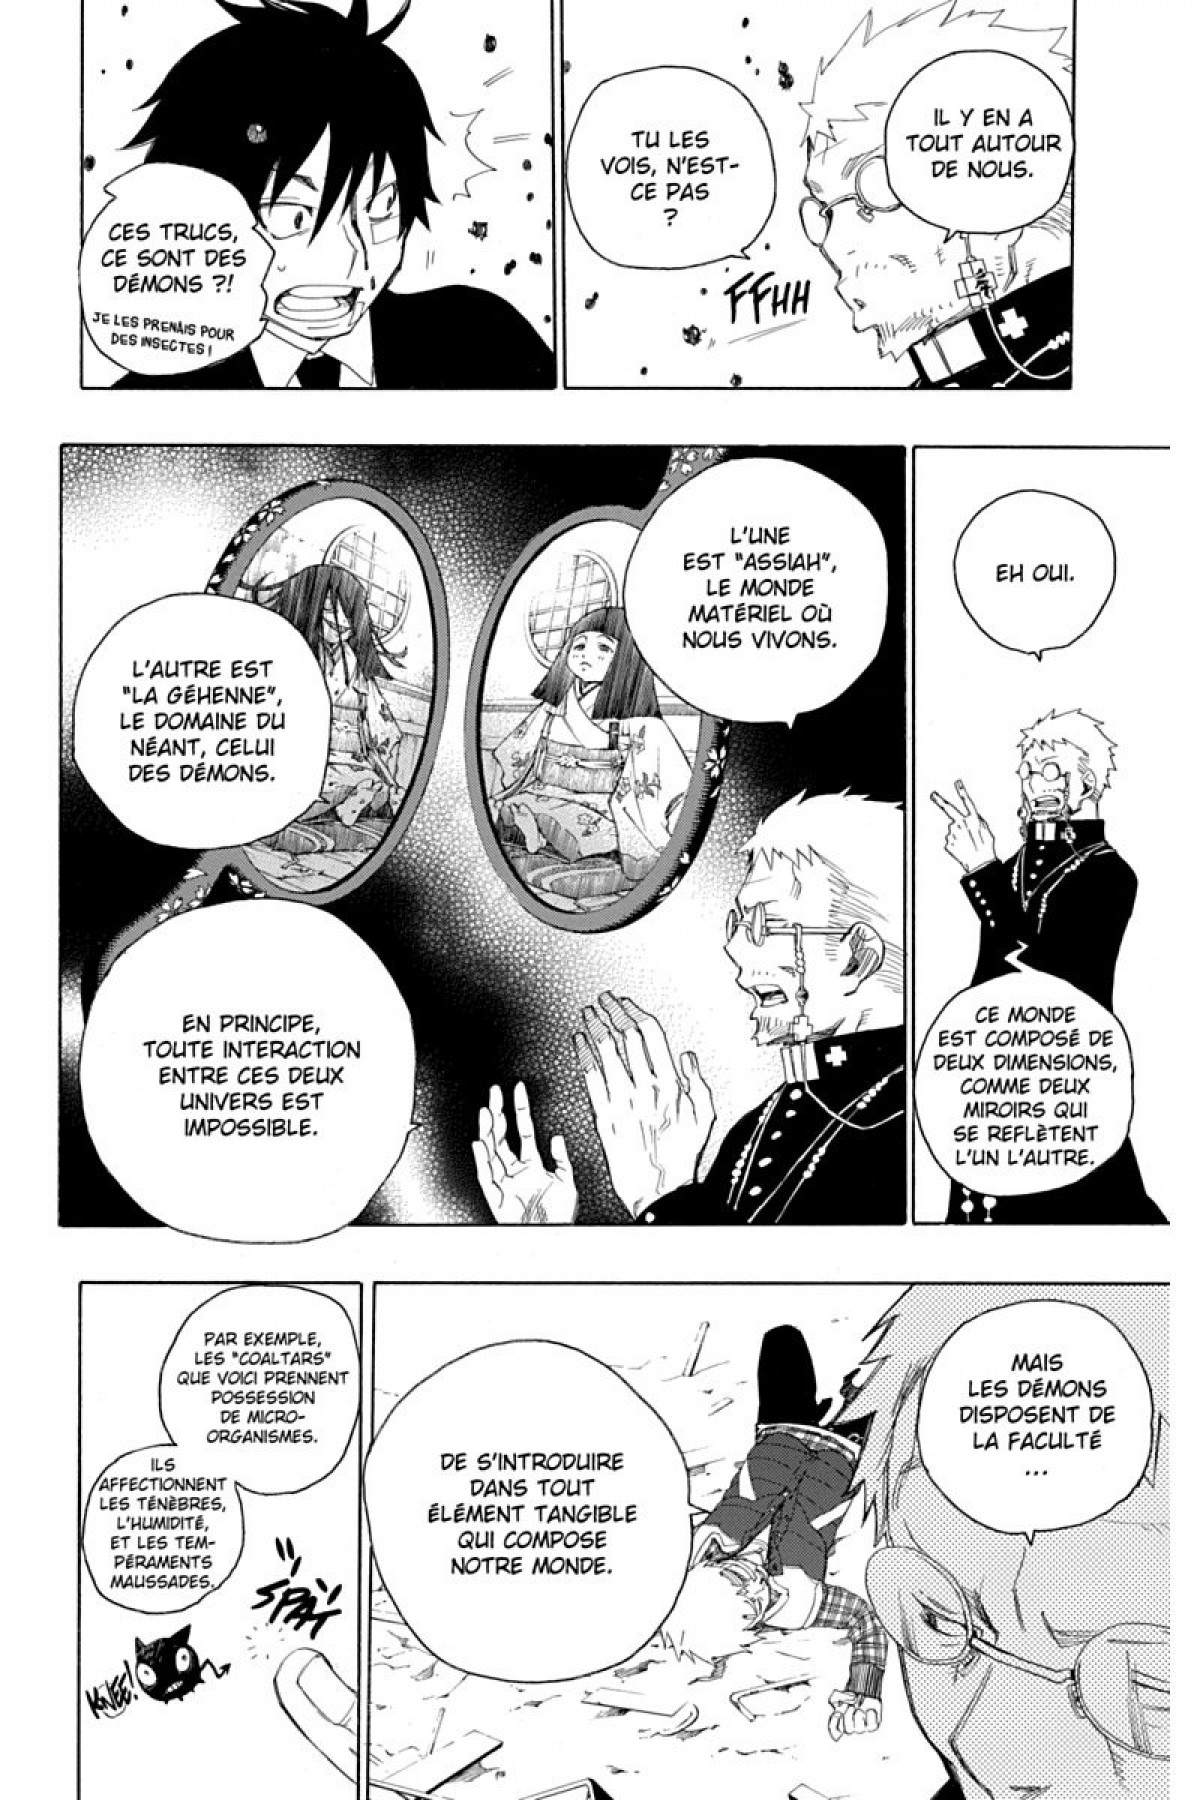 IL Y EN A
TOUT AUTOUR
DE NOUS.
TU LES
VOIS, N'EST-
CE PAS
?
FFHH
CES TRUCS,
CE SONT DES
DÉMONS ?!
JE LES PRENAIS POUR
DES INSECTES !
EH OUI.
CE MONDE
EST COMPOSÉ DE
DEUX DIMENSIONS,
COMME DEUX
MIROIRS QUI
SE REFLÈTENT
L'UN L'AUTRE.
L'UNE
EST "ASSIAH",
LE MONDE
MATÉRIEL OÙ
NOUS VIVONS.
L'AUTRE EST
"LA GÉHENNE",
LE DOMAINE DU
NÉANT, CELUI
DES DÉMONS.
EN PRINCIPE,
TOUTE INTERACTION
ENTRE CES DEUX
UNIVERS EST
IMPOSSIBLE.
MAIS
LES DÉMONS
DISPOSENT DE
LA FACULTÉ
...
DE S'INTRODUIRE
DANS TOUT
ÉLÉMENT TANGIBLE
QUI COMPOSE
NOTRE MONDE.
PAR EXEMPLE,
LES "COALTARS"
QUE VOICI PRENNENT
POSSESSION
DE MICRO-
ORGANISMES.
ILS
AFFECTIONNENT
LES TÉNÈBRES,
L'HUMIDITÉ,
ET LES TEM-
PÉRAMENTS
MAUSSADES.
SPAT
KNEE!